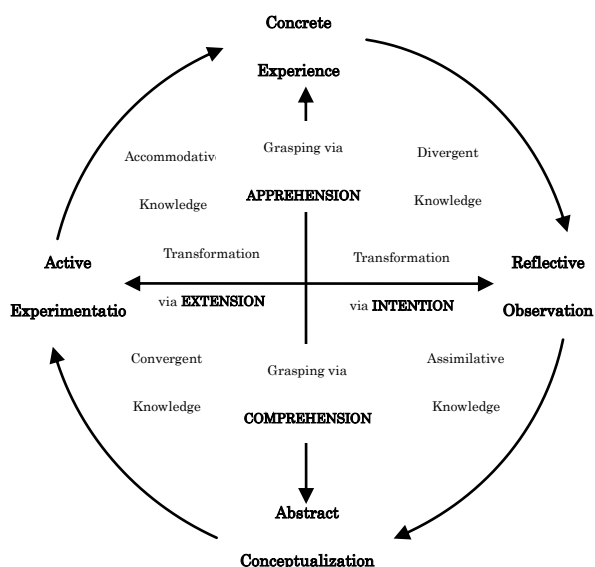 Concrete
Experience
Accommodativ
Knowledge
Grasping via
APPREHENSION
Divergent
Knowledge
Active
Experimentatio
Transformation
via EXTENSION
Transformation
via INTENTION
Reflective
Observation
Convergent
Knowledge
Grasping via
COMPREHENSION
Assimilative
Knowledge
Abstract
Conceptualization